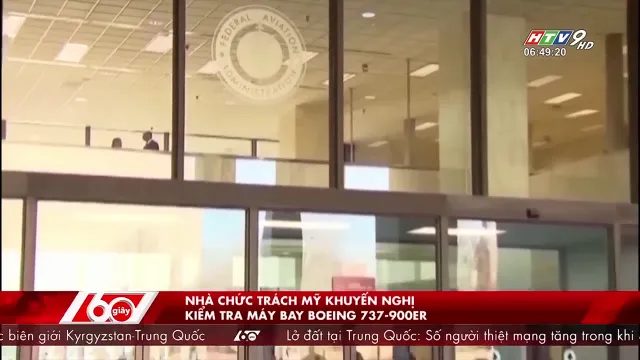 FEDERAL AVIATION
ADMINISTRATION
HTV9 HD
06:49:20
60 giây
NHÀ CHỨC TRÁCH MỸ KHUYẾN NGHỊ
KIỂM TRA MÁY BAY BOEING 737-900ER
c biên giới Kyrgyzstan-Trung Quốc Lở đất tại Trung Quốc: Số người thiệt mạng tăng trong khi